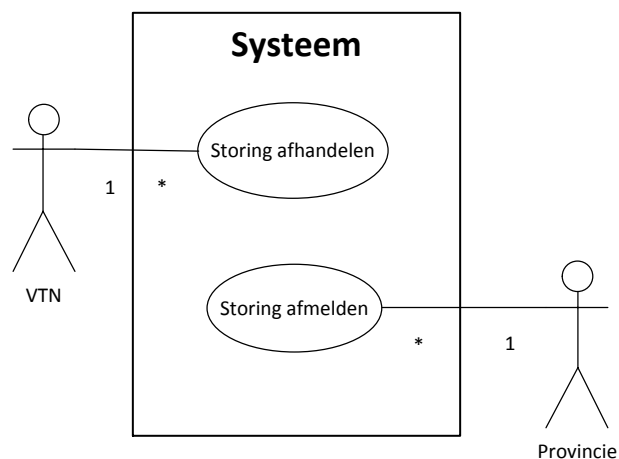 Systeem
Storing afhandelen
1 *
VTN
Storing afmelden
* 1
Provincie